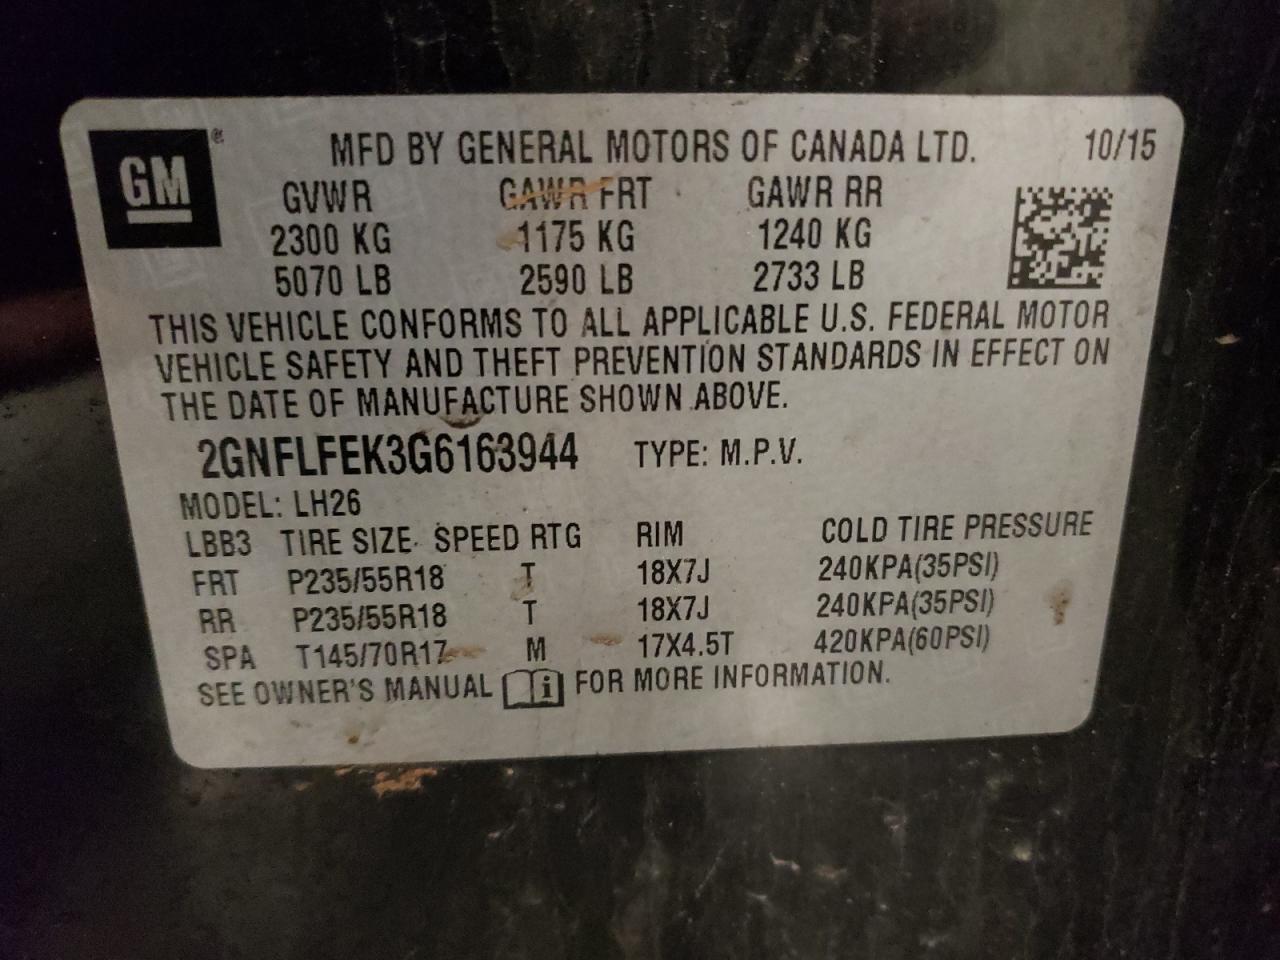 GM ® MFD BY GENERAL MOTORS OF CANADA LTD. 10/15
GVWR GAWR FRT GAWR RR
2300 KG 1175 KG 1240 KG
5070 LB 2590 LB 2733 LB
THIS VEHICLE CONFORMS TO ALL APPLICABLE U.S. FEDERAL MOTOR
VEHICLE SAFETY AND THEFT PREVENTION STANDARDS IN EFFECT ON
THE DATE OF MANUFACTURE SHOWN ABOVE.
2GNFLFEK3G6163944 TYPE: M.P.V.
MODEL: LH26
LBB3 TIRE SIZE SPEED RTG RIM COLD TIRE PRESSURE
FRT P235/55R18 T 18X7J 240KPA(35PSI)
RR P235/55R18 T 18X7J 240KPA(35PSI)
SPA T145/70R17 M 17X4.5T 420KPA(60PSI)
SEE OWNER'S MANUAL i FOR MORE INFORMATION.